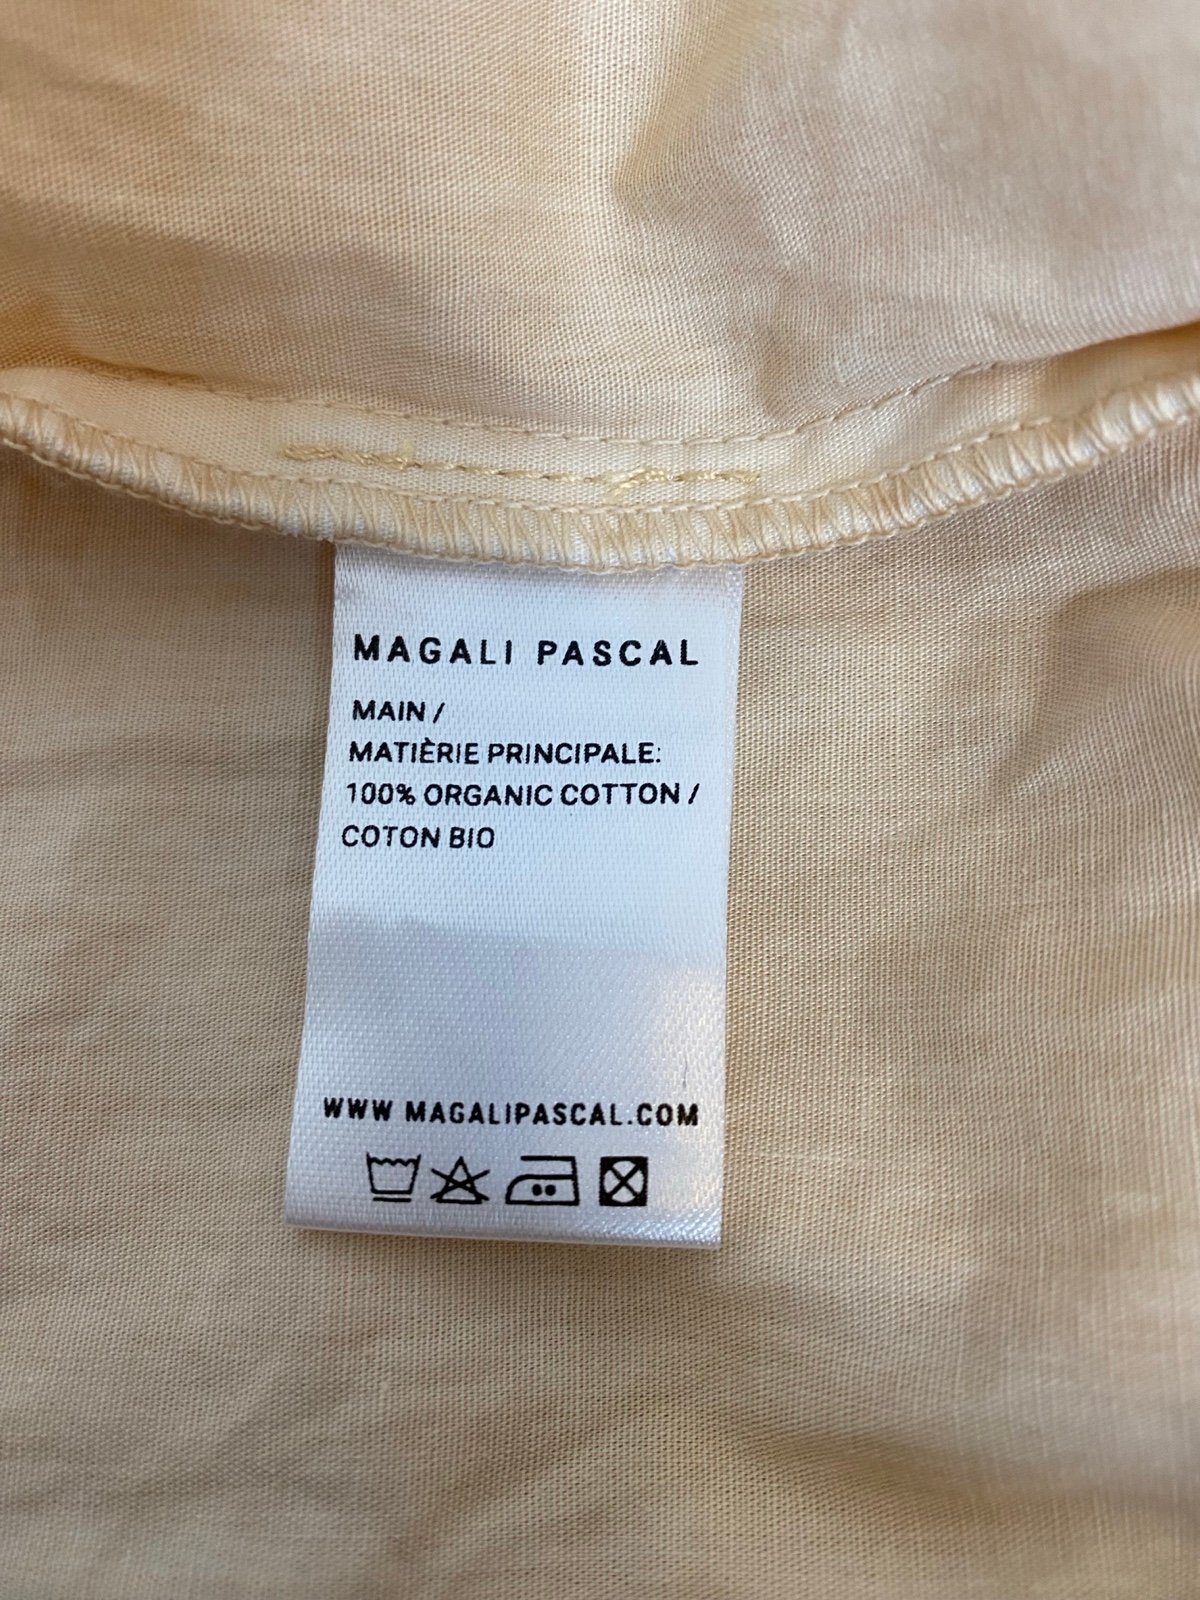 MAGALI PASCAL
MAIN /
MATIÈRIE PRINCIPALE:
100% ORGANIC COTTON /
COTON BIO
WWW MAGALIPASCAL.COM